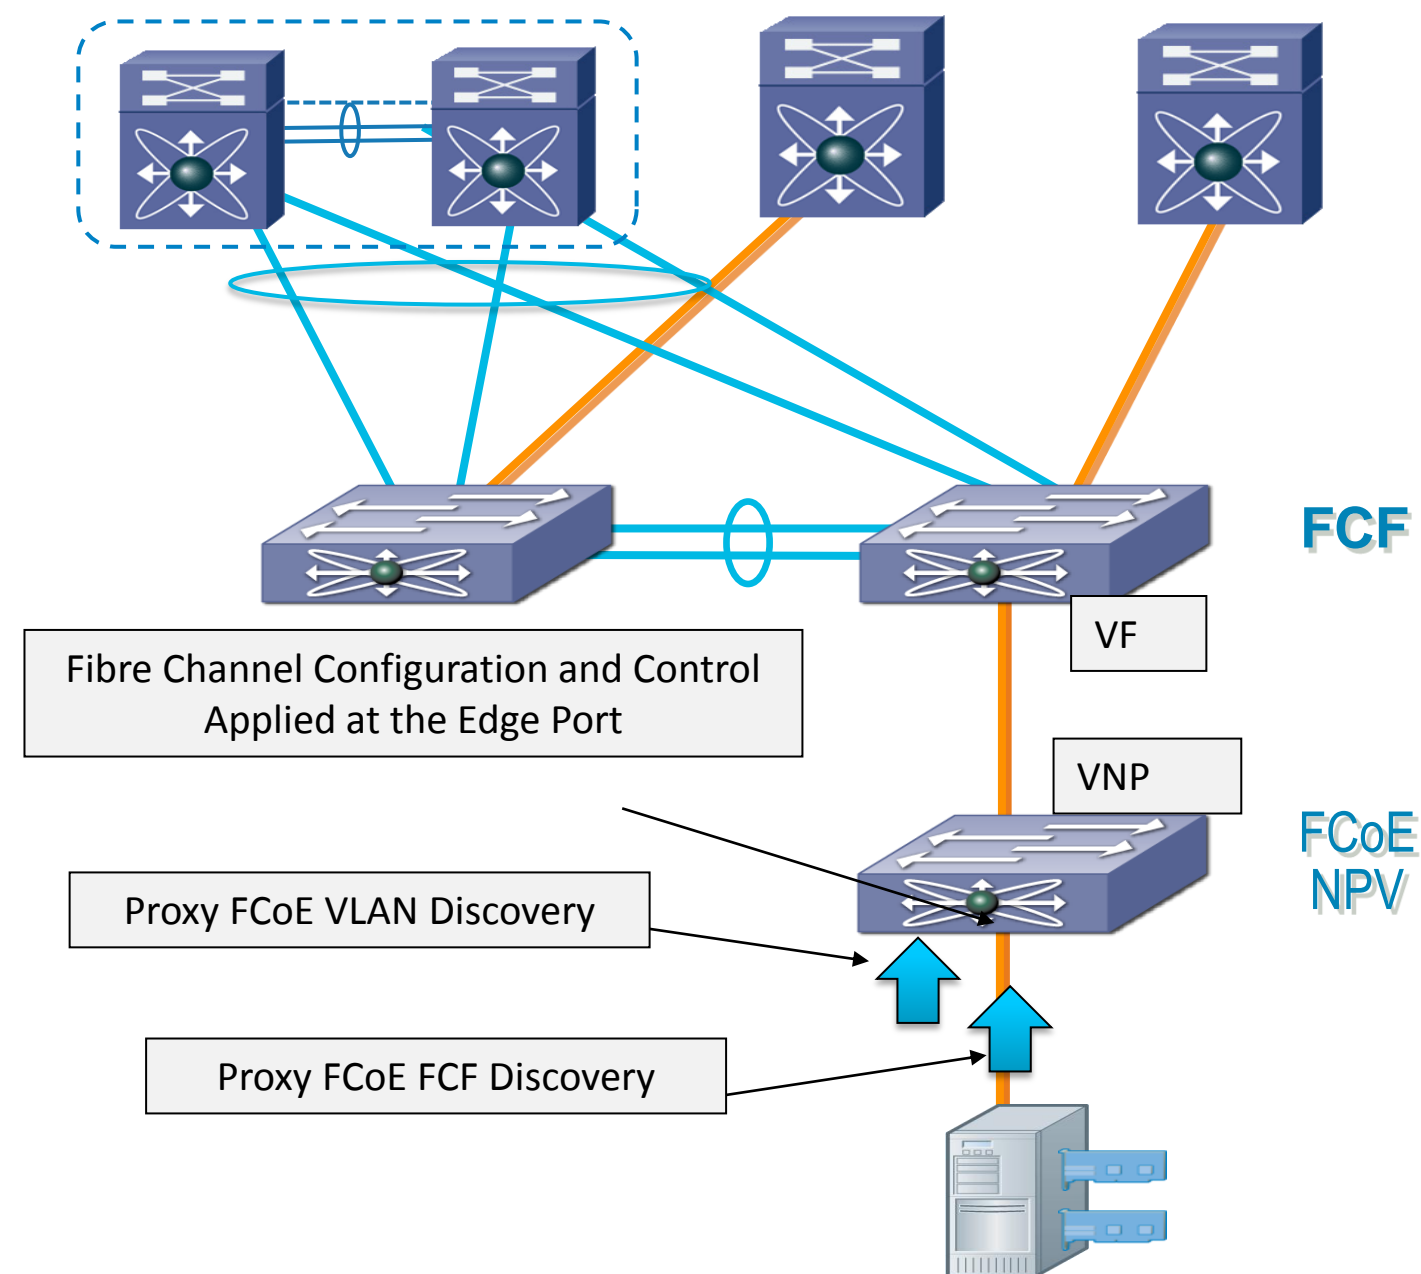 FCF
VF
Fibre Channel Configuration and Control
Applied at the Edge Port
VNP
FCoE
NPV
Proxy FCoE VLAN Discovery
Proxy FCoE FCF Discovery